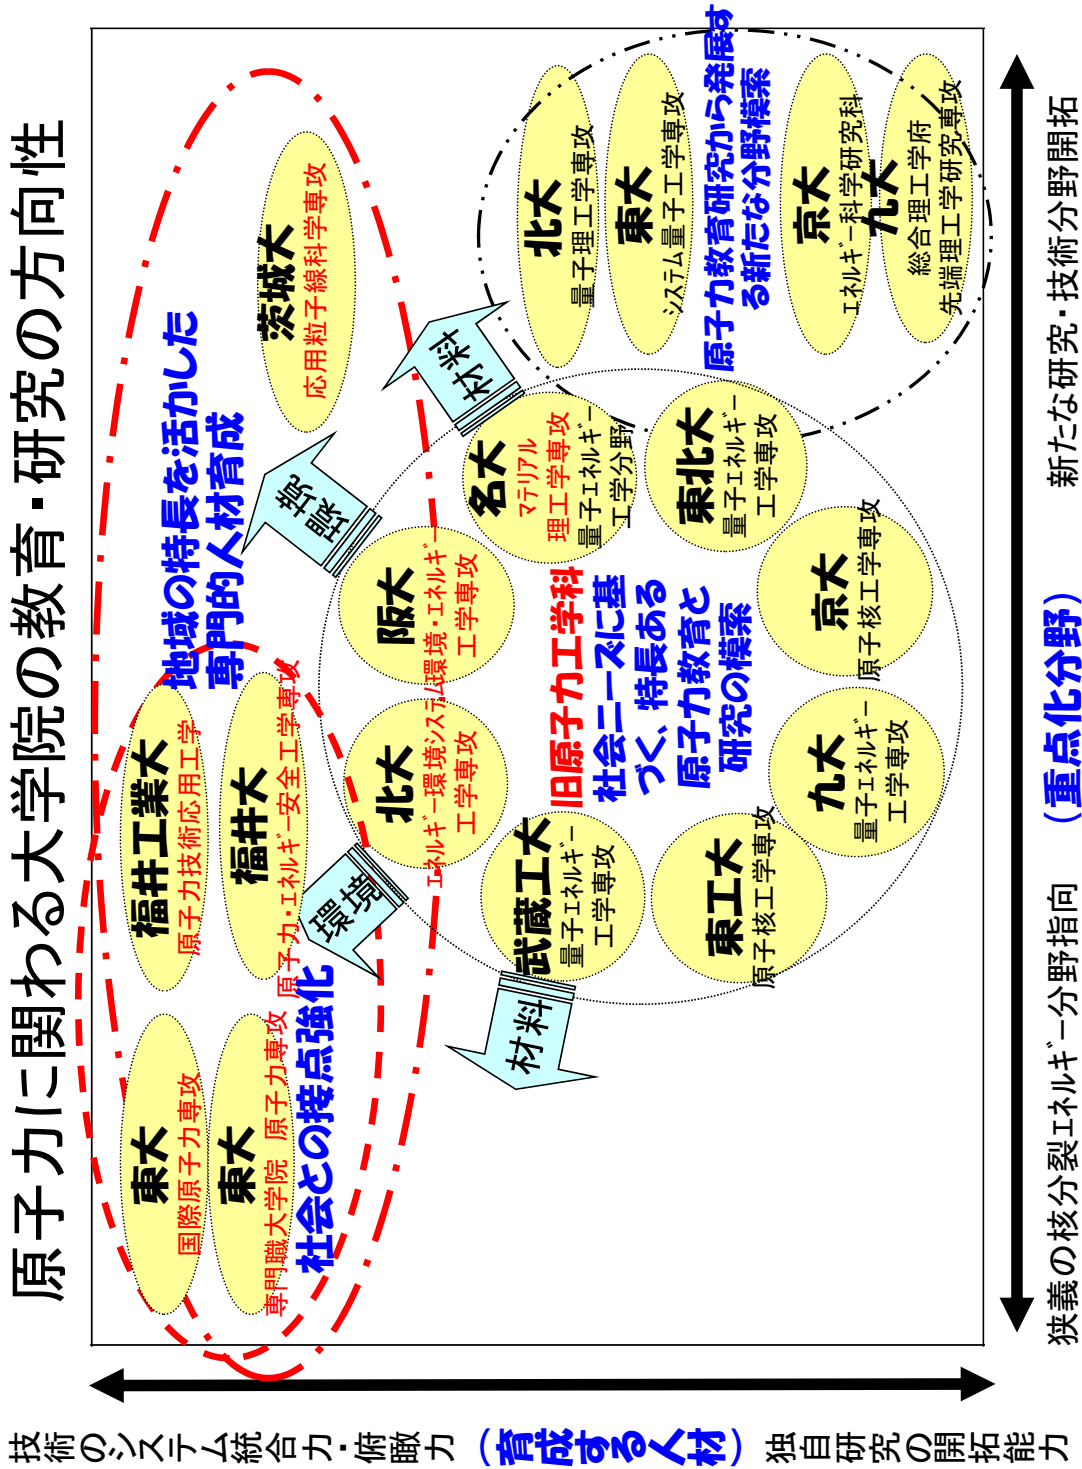 原子力に関わる大学院の教育・研究の方向性
技術のシステム統合力・俯瞰力
(育成する人材)
独自研究の開拓能力
東大
国際原子力専攻
東大
専門職大学院 原子力専攻
社会との接点強化
福井工業大
原子力技術応用工学
福井大
原子力・エネルギー安全工学専攻
地域の特長を活かした
専門的人材育成
茨城大
応用粒子線科学専攻
環境
環境
材料
材料
北大
エネルギー環境システム
工学専攻
阪大
環境・エネルギー
工学専攻
名大
マテリアル
理工学専攻
量子エネルギー
工学分野
東北大
量子エネルギー
工学専攻
京大
原子核工学専攻
九大
量子エネルギー
工学専攻
東工大
原子核工学専攻
武蔵工大
量子エネルギー
工学専攻
旧原子力工学科
社会ニーズに基
づく、特長ある
原子力教育と
研究の模索
北大
量子理工学専攻
東大
システム量子工学専攻
原子力教育研究から発展す
る新たな分野模索
京大
エネルギー科学研究科
九大
総合理工学府
先端理工学研究専攻
狭義の核分裂エネルギー分野指向
(重点化分野)
新たな研究・技術分野開拓